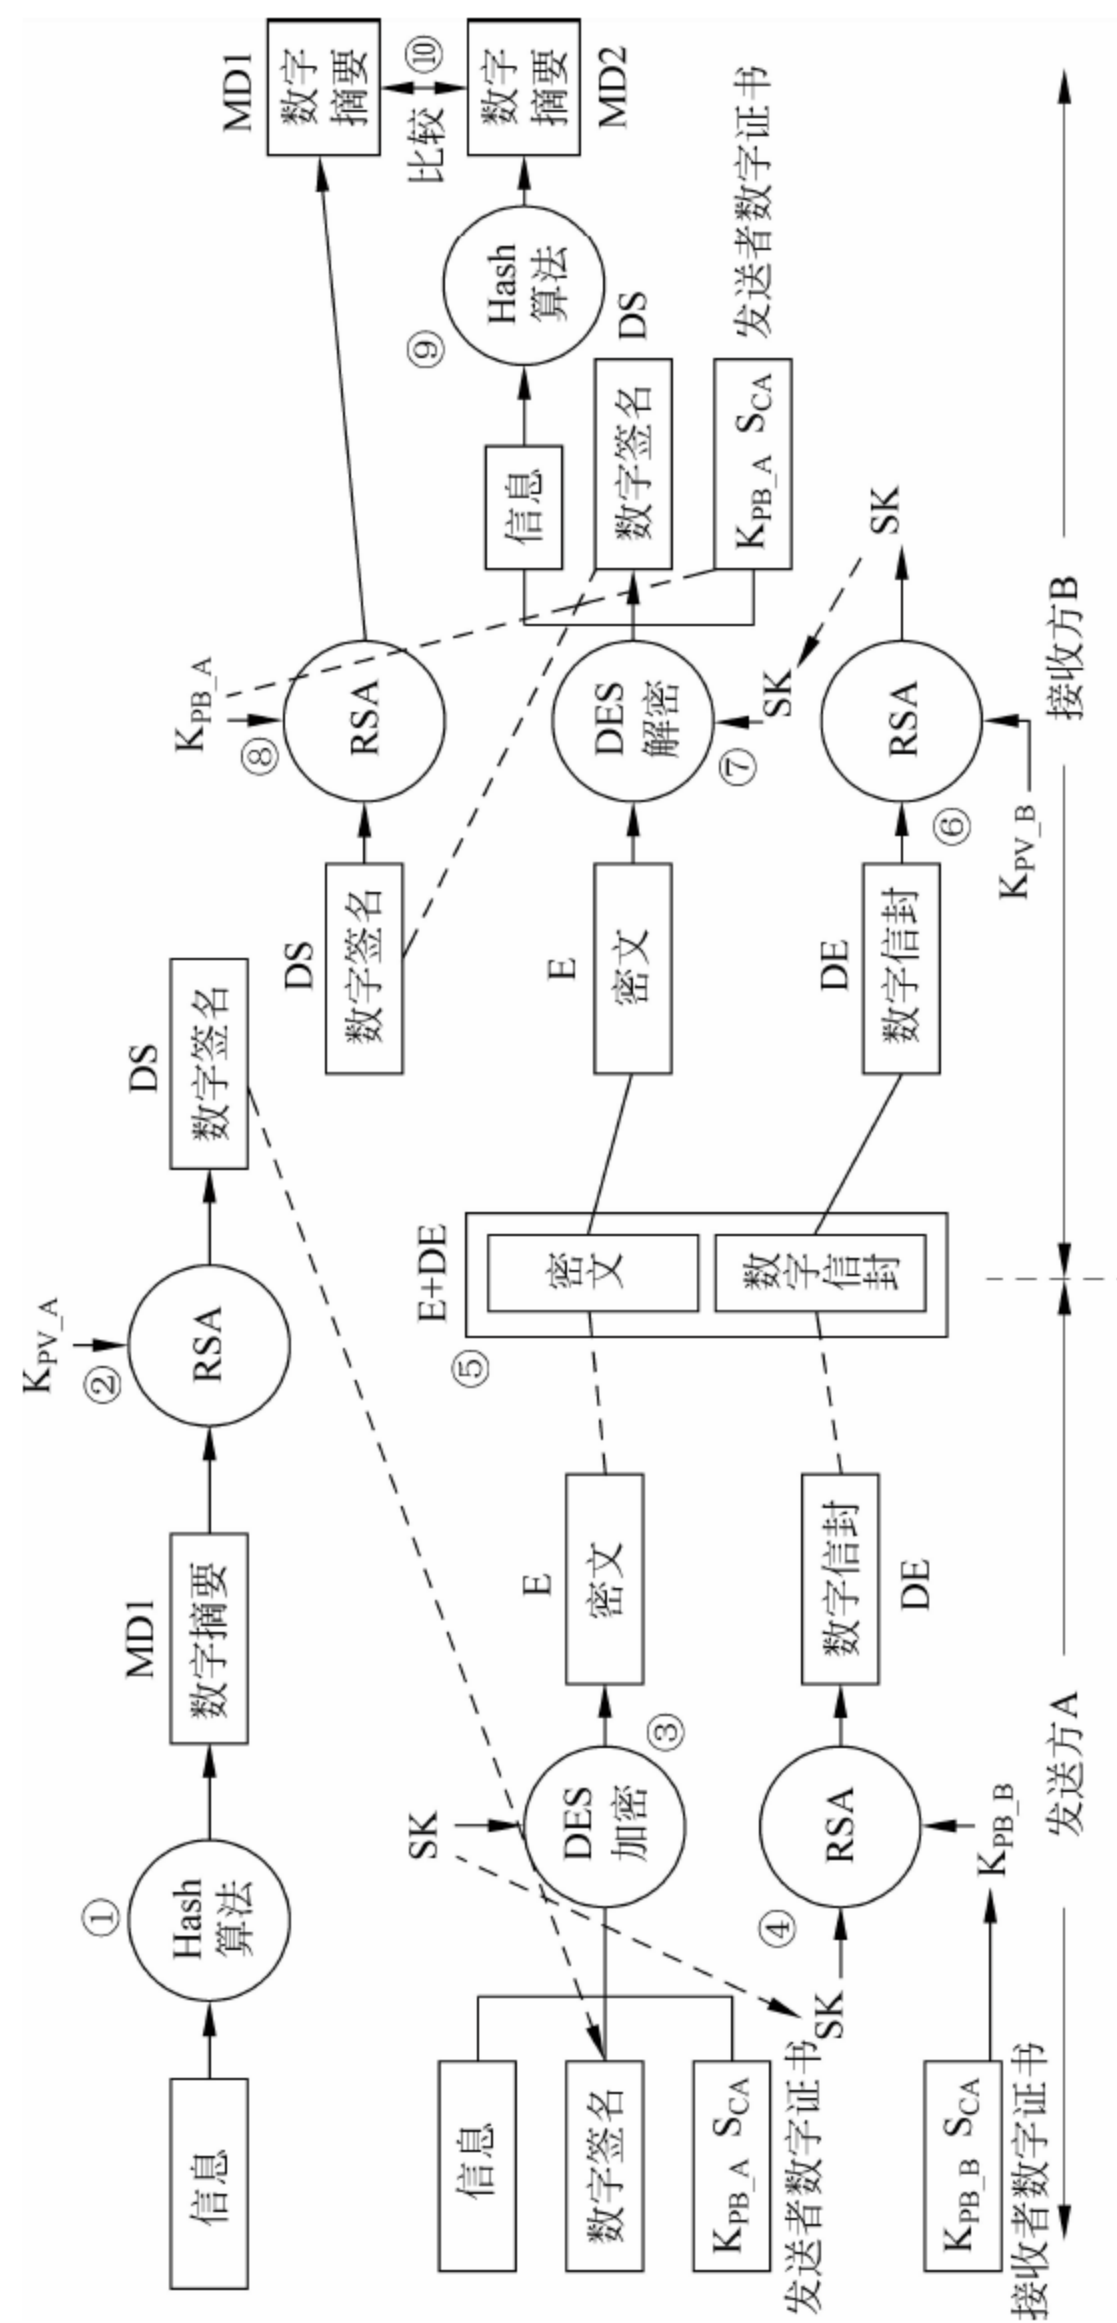 信息
①
Hash
算法
MD1
数字摘要
②
K_PV_A
RSA
DS
数字签名
信息
数字签名
K_PB_A S_CA
发送者数字证书
SK
DES
加密
③
E
密文
SK
④
RSA
K_PB_B
数字信封
DE
K_PB_B S_CA
接收者数字证书
⑤
E+DE
密文
数字信封
DS
数字签名
⑧
K_PB_A
RSA
MD1
数字
摘要
⑩
比较
数字
摘要
MD2
E
密文
DES
解密
⑦
SK
信息
⑨
Hash
算法
数字签名
DS
K_PB_A S_CA
发送者数字证书
DE
数字信封
⑥
RSA
K_PV_B
SK
发送方A
接收方B